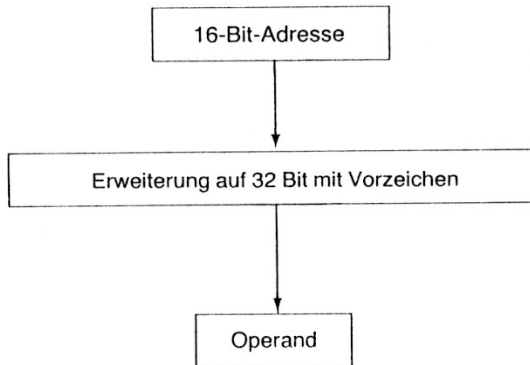 16-Bit-Adresse
Erweiterung auf 32 Bit mit Vorzeichen
Operand